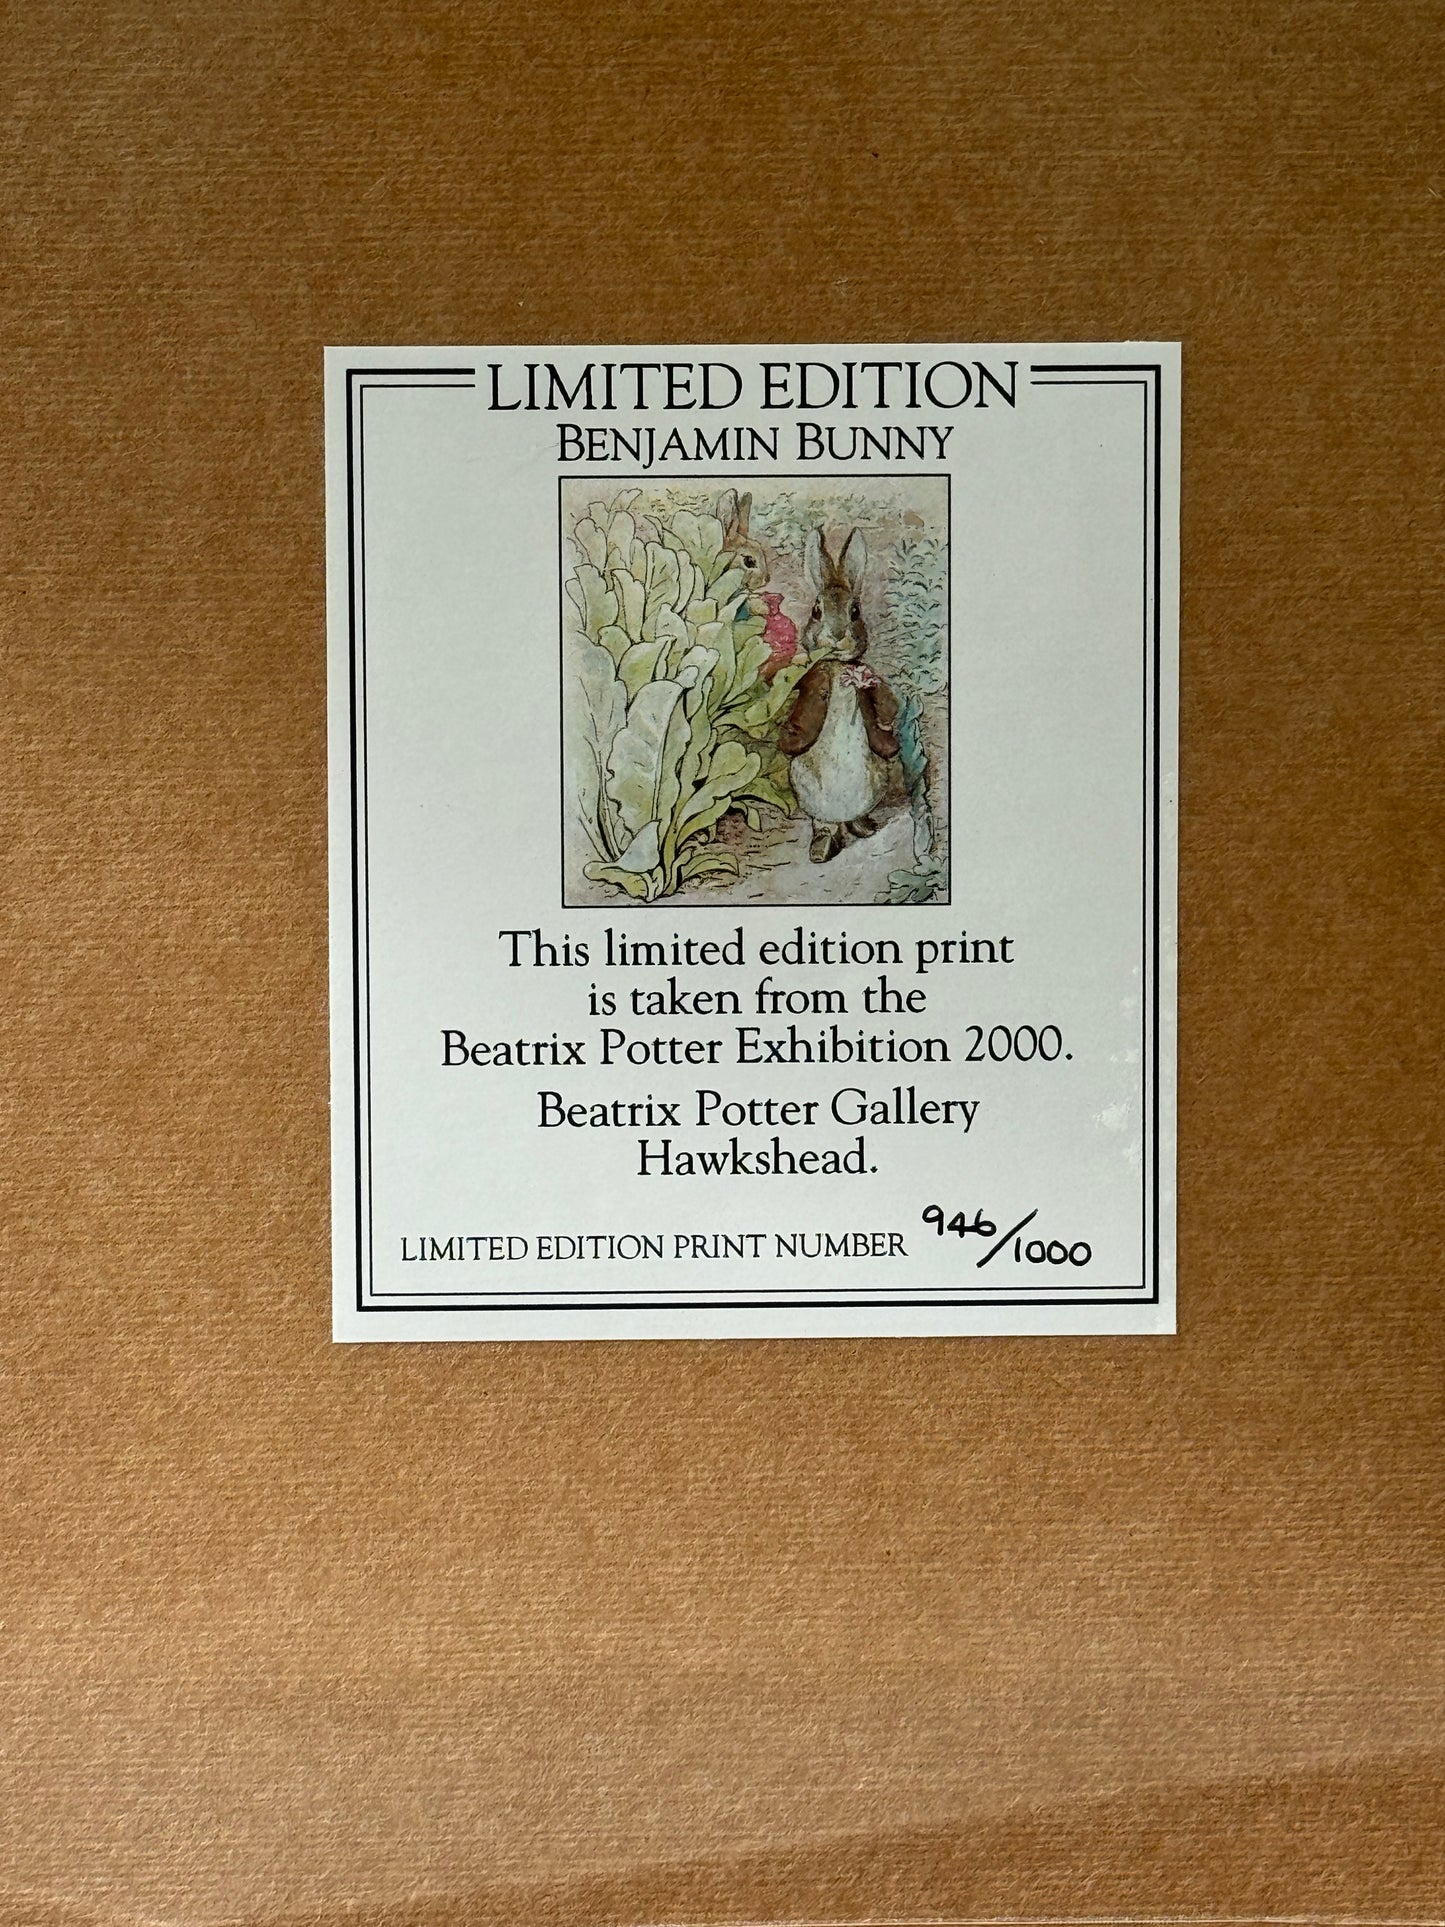 LIMITED EDITION
BENJAMIN BUNNY
This limited edition print
is taken from the
Beatrix Potter Exhibition 2000.
Beatrix Potter Gallery
Hawkshead.
LIMITED EDITION PRINT NUMBER 946/1000